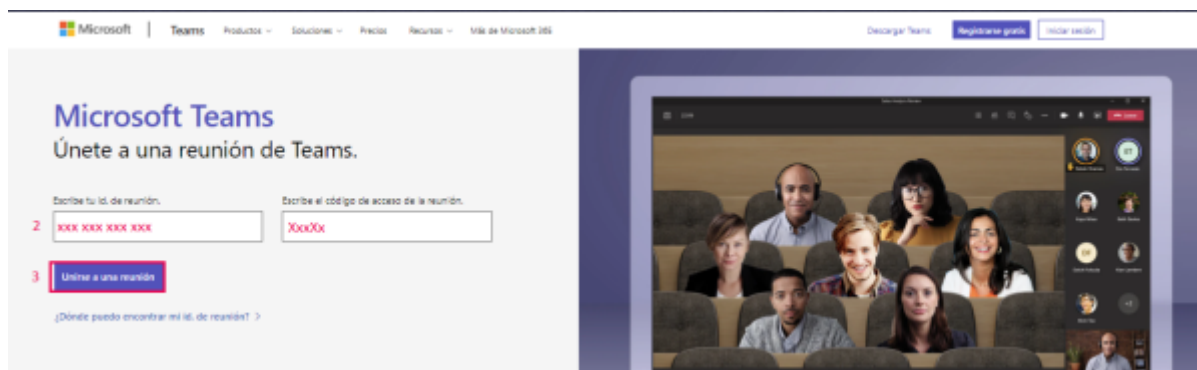 Microsoft | Teams Productos Soluciones Precios Recursos Más de Microsoft 365 Descargar Teams Registrarse gratis Iniciar sesión
Microsoft Teams
Únete a una reunión de Teams.
Escribe tu id. de reunión. Escribe el código de acceso de la reunión.
2 xxx xxx xxx xxx XxxXx
3 Unirse a una reunión
¿Dónde puedo encontrar mi id. de reunión? >